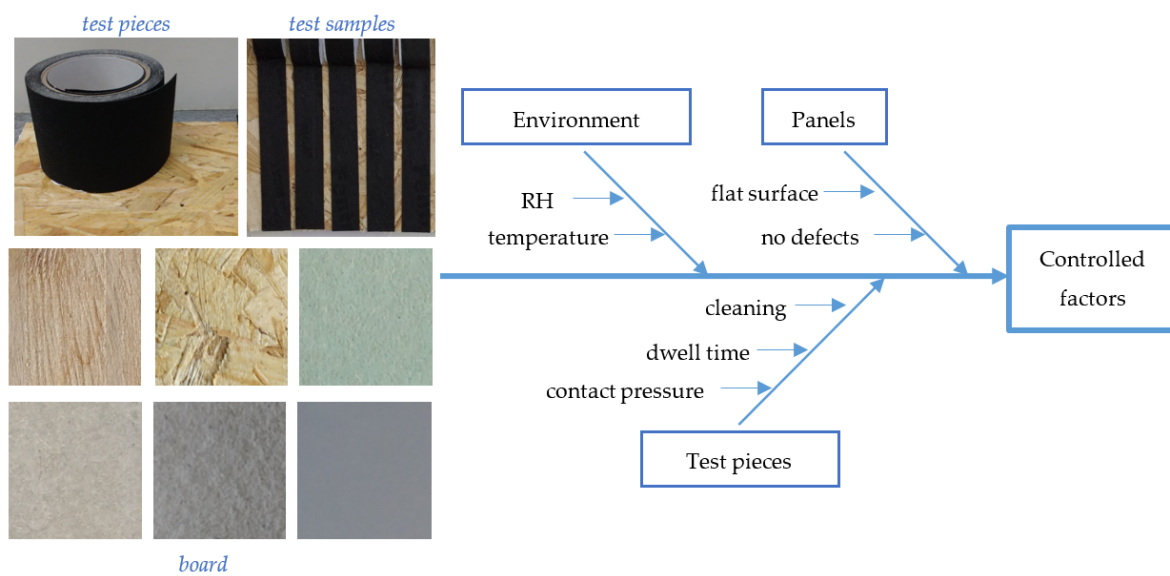 test pieces
test samples
Environment
Panels
RH
temperature
flat surface
no defects
Controlled
factors
cleaning
dwell time
contact pressure
Test pieces
board